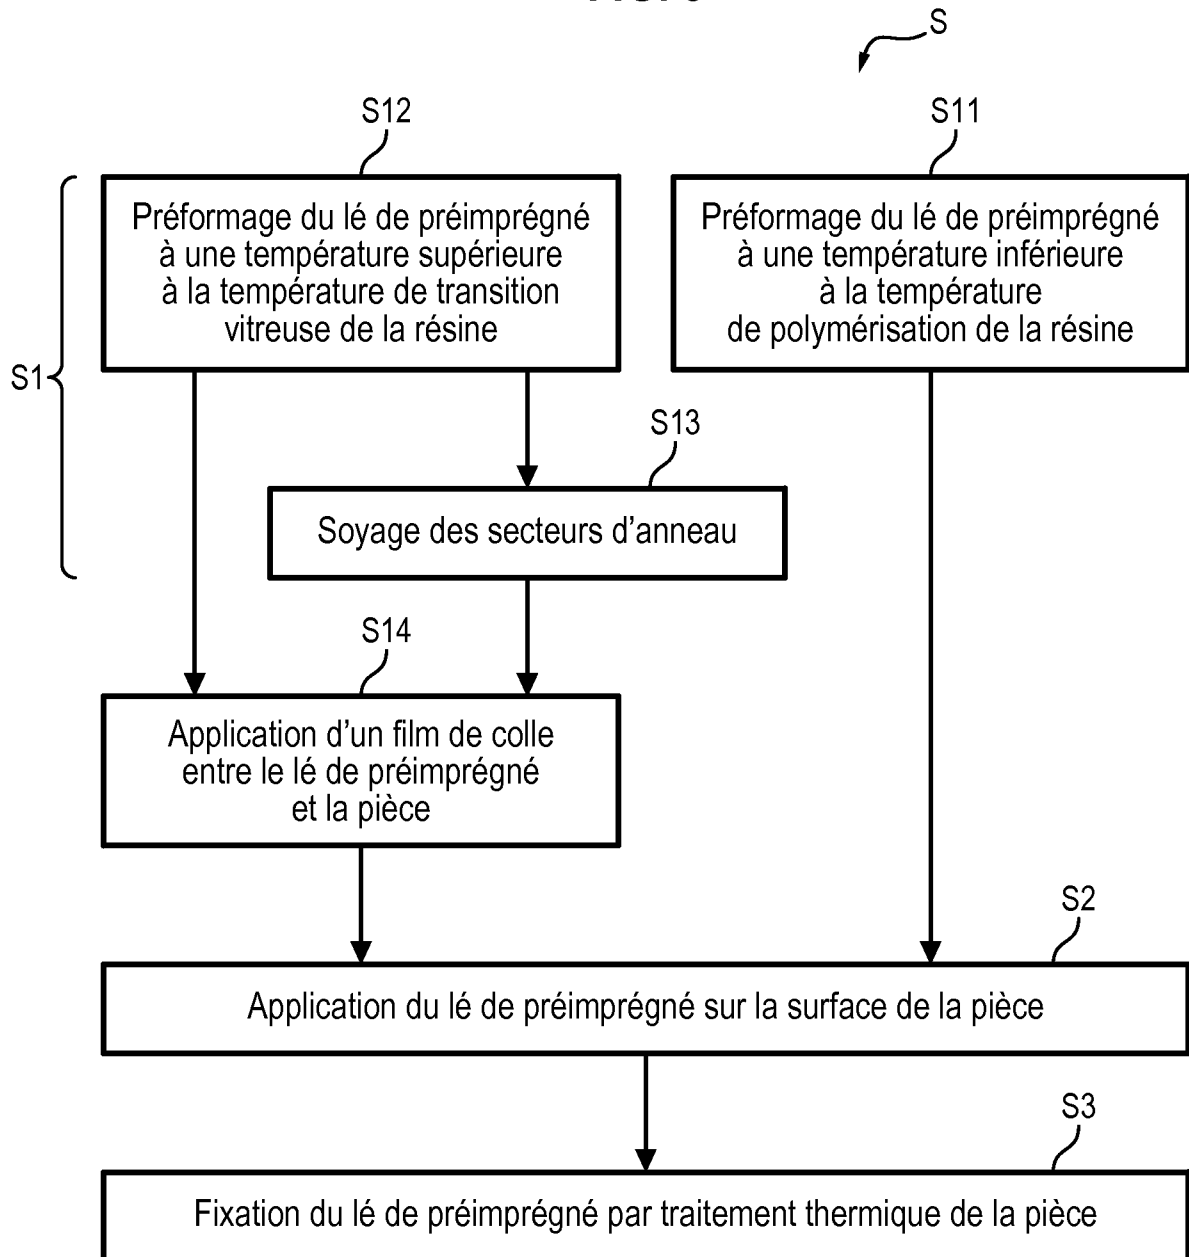 S
S12
S11
Préformage du lé de préimprégné
à une température supérieure
à la température de transition
vitreuse de la résine
Préformage du lé de préimprégné
à une température inférieure
à la température
de polymérisation de la résine
S1
S13
Soyage des secteurs d'anneau
S14
Application d'un film de colle
entre le lé de préimprégné
et la pièce
S2
Application du lé de préimprégné sur la surface de la pièce
S3
Fixation du lé de préimprégné par traitement thermique de la pièce